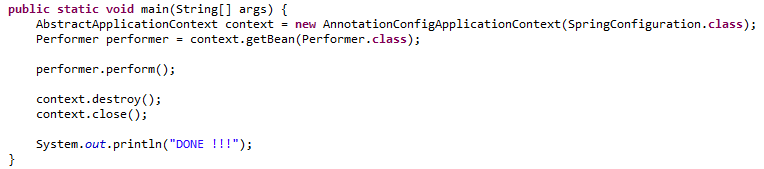 public static void main(String[] args) {
    AbstractApplicationContext context = new AnnotationConfigApplicationContext(SpringConfiguration.class);
    Performer performer = context.getBean(Performer.class);

    performer.perform();

    context.destroy();
    context.close();

    System.out.println("DONE !!!");
}